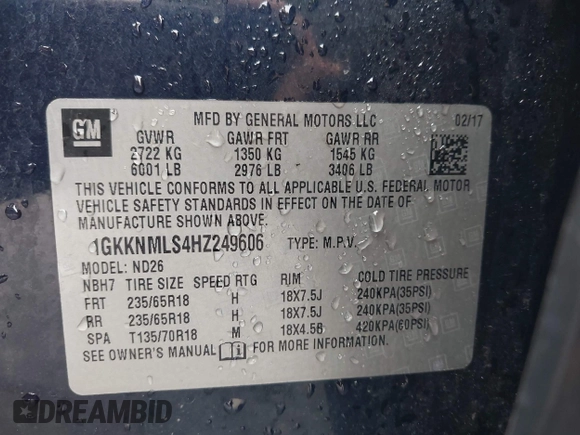 GM
MFD BY GENERAL MOTORS LLC 02/17
GVWR GAWR FRT GAWR RR
2722 KG 1350 KG 1545 KG
6001 LB 2976 LB 3406 LB
THIS VEHICLE CONFORMS TO ALL APPLICABLE U.S. FEDERAL MOTOR
VEHICLE SAFETY STANDARDS IN EFFECT ON THE DATE OF
MANUFACTURE SHOWN ABOVE.
1GKKNMLS4HZ249606 TYPE: M.P.V.
MODEL: ND26
NBH7 TIRE SIZE SPEED RTG RIM COLD TIRE PRESSURE
FRT 235/65R18 H 18X7.5J 240KPA(35PSI)
RR 235/65R18 H 18X7.5J 240KPA(35PSI)
SPA T135/70R18 M 18X4.5B 420KPA(60PSI)
SEE OWNER'S MANUAL FOR MORE INFORMATION.
DREAMBID